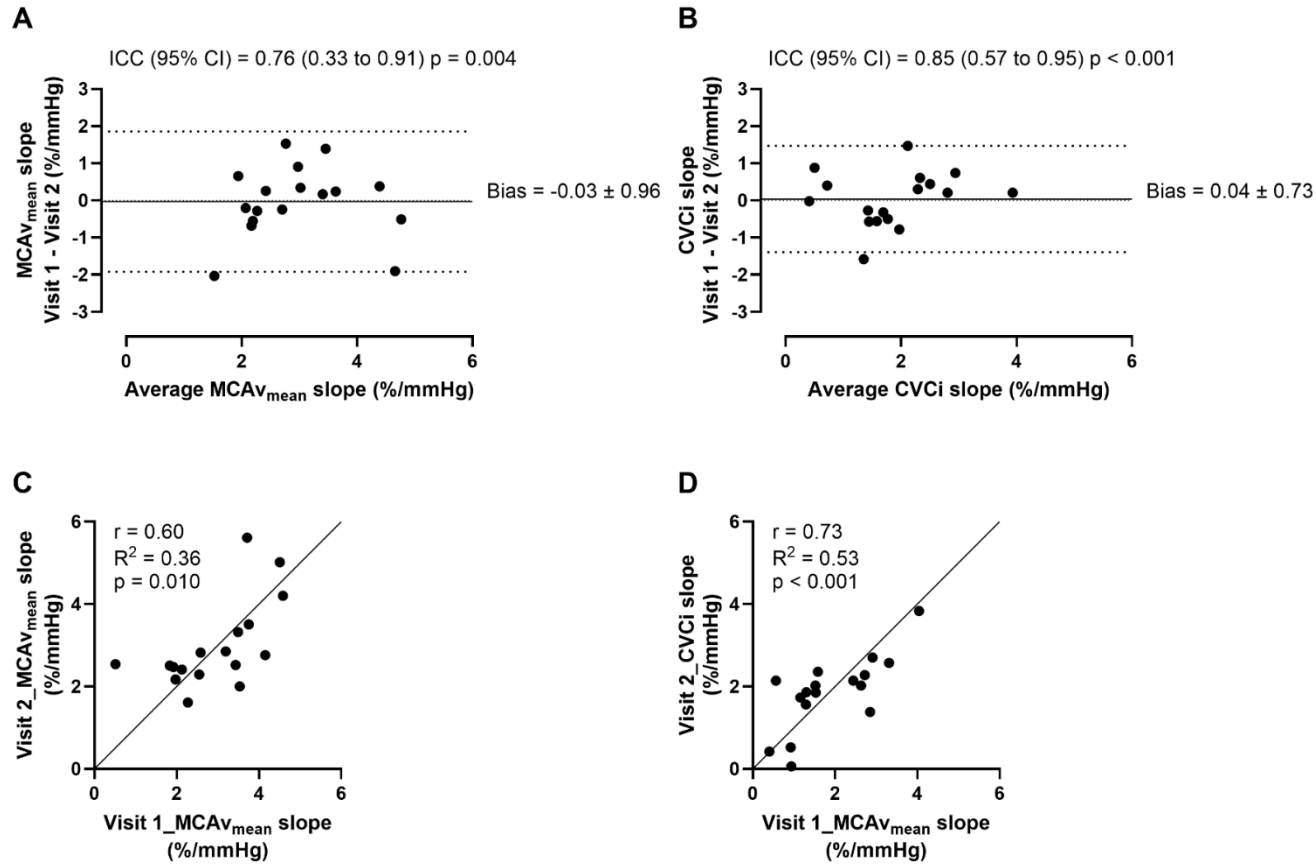 A
ICC (95% CI) = 0.76 (0.33 to 0.91) p = 0.004
MCAv_mean slope
Visit 1 - Visit 2 (%/mmHg)
3
2
1
0
-1
-2
-3
Bias = -0.03 ± 0.96
0 2 4 6
Average MCAv_mean slope (%/mmHg)
B
ICC (95% CI) = 0.85 (0.57 to 0.95) p < 0.001
CVCi slope
Visit 1 - Visit 2 (%/mmHg)
3
2
1
0
-1
-2
-3
Bias = 0.04 ± 0.73
0 2 4 6
Average CVCi slope (%/mmHg)
C
Visit 2_MCAv_mean slope
(%/mmHg)
6
4
2
0
r = 0.60
R² = 0.36
p = 0.010
0 2 4 6
Visit 1_MCAv_mean slope
(%/mmHg)
D
Visit 2_CVCi slope
(%/mmHg)
6
4
2
0
r = 0.73
R² = 0.53
p < 0.001
0 2 4 6
Visit 1_MCAv_mean slope
(%/mmHg)